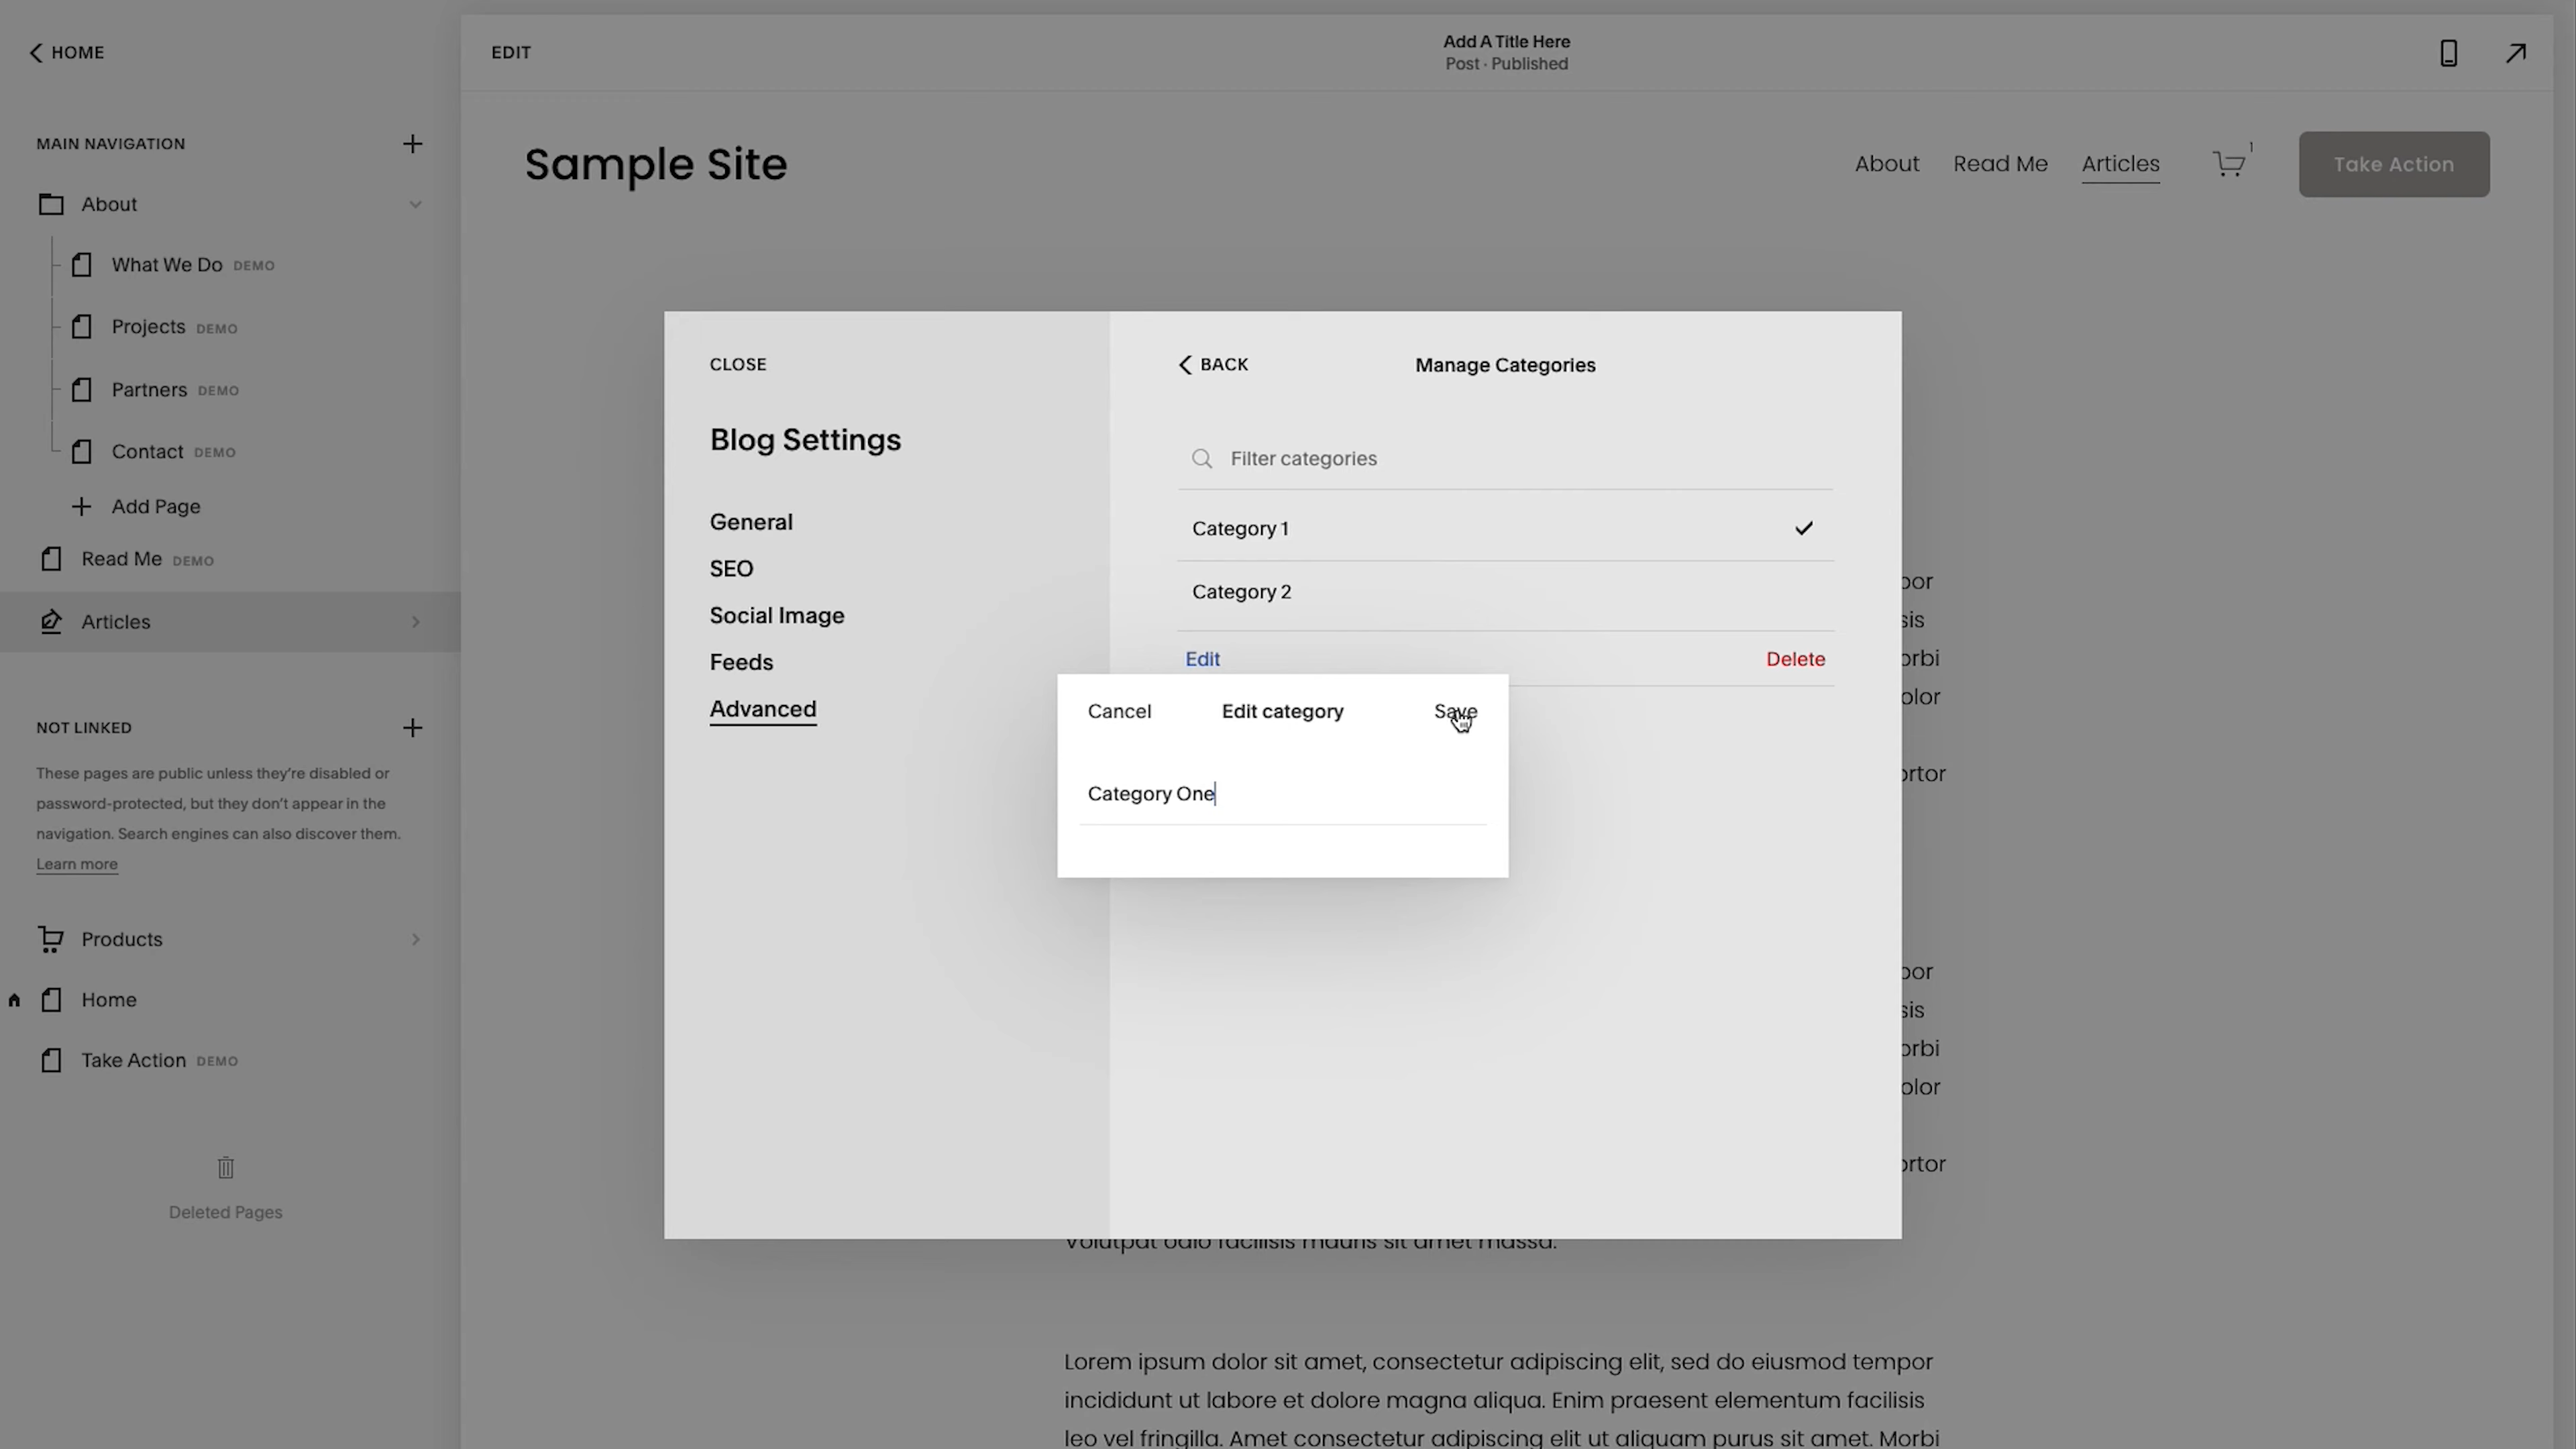 HOME
MAIN NAVIGATION
About
What We Do DEMO
Projects DEMO
Partners DEMO
Contact DEMO
Add Page
Read Me DEMO
Articles
NOT LINKED
These pages are public unless they’re disabled or
password-protected, but they don’t appear in the
navigation. Search engines can also discover them.
Learn more
Products
Home
Take Action DEMO
Deleted Pages
EDIT
Add A Title Here
Post · Published
Sample Site
About
Read Me
Articles
1
Take Action
CLOSE
Blog Settings
General
SEO
Social Image
Feeds
Advanced
BACK
Manage Categories
Filter categories
Category 1
Category 2
Edit
Delete
Cancel
Edit category
Save
Category One
volutpat odio facilisis mauris sit amet massa.
Lorem ipsum dolor sit amet, consectetur adipiscing elit, sed do eiusmod tempor
incididunt ut labore et dolore magna aliqua. Enim praesent elementum facilisis
leo vel fringilla. Amet consectetur adipiscing elit ut aliquam purus sit amet. Morbi